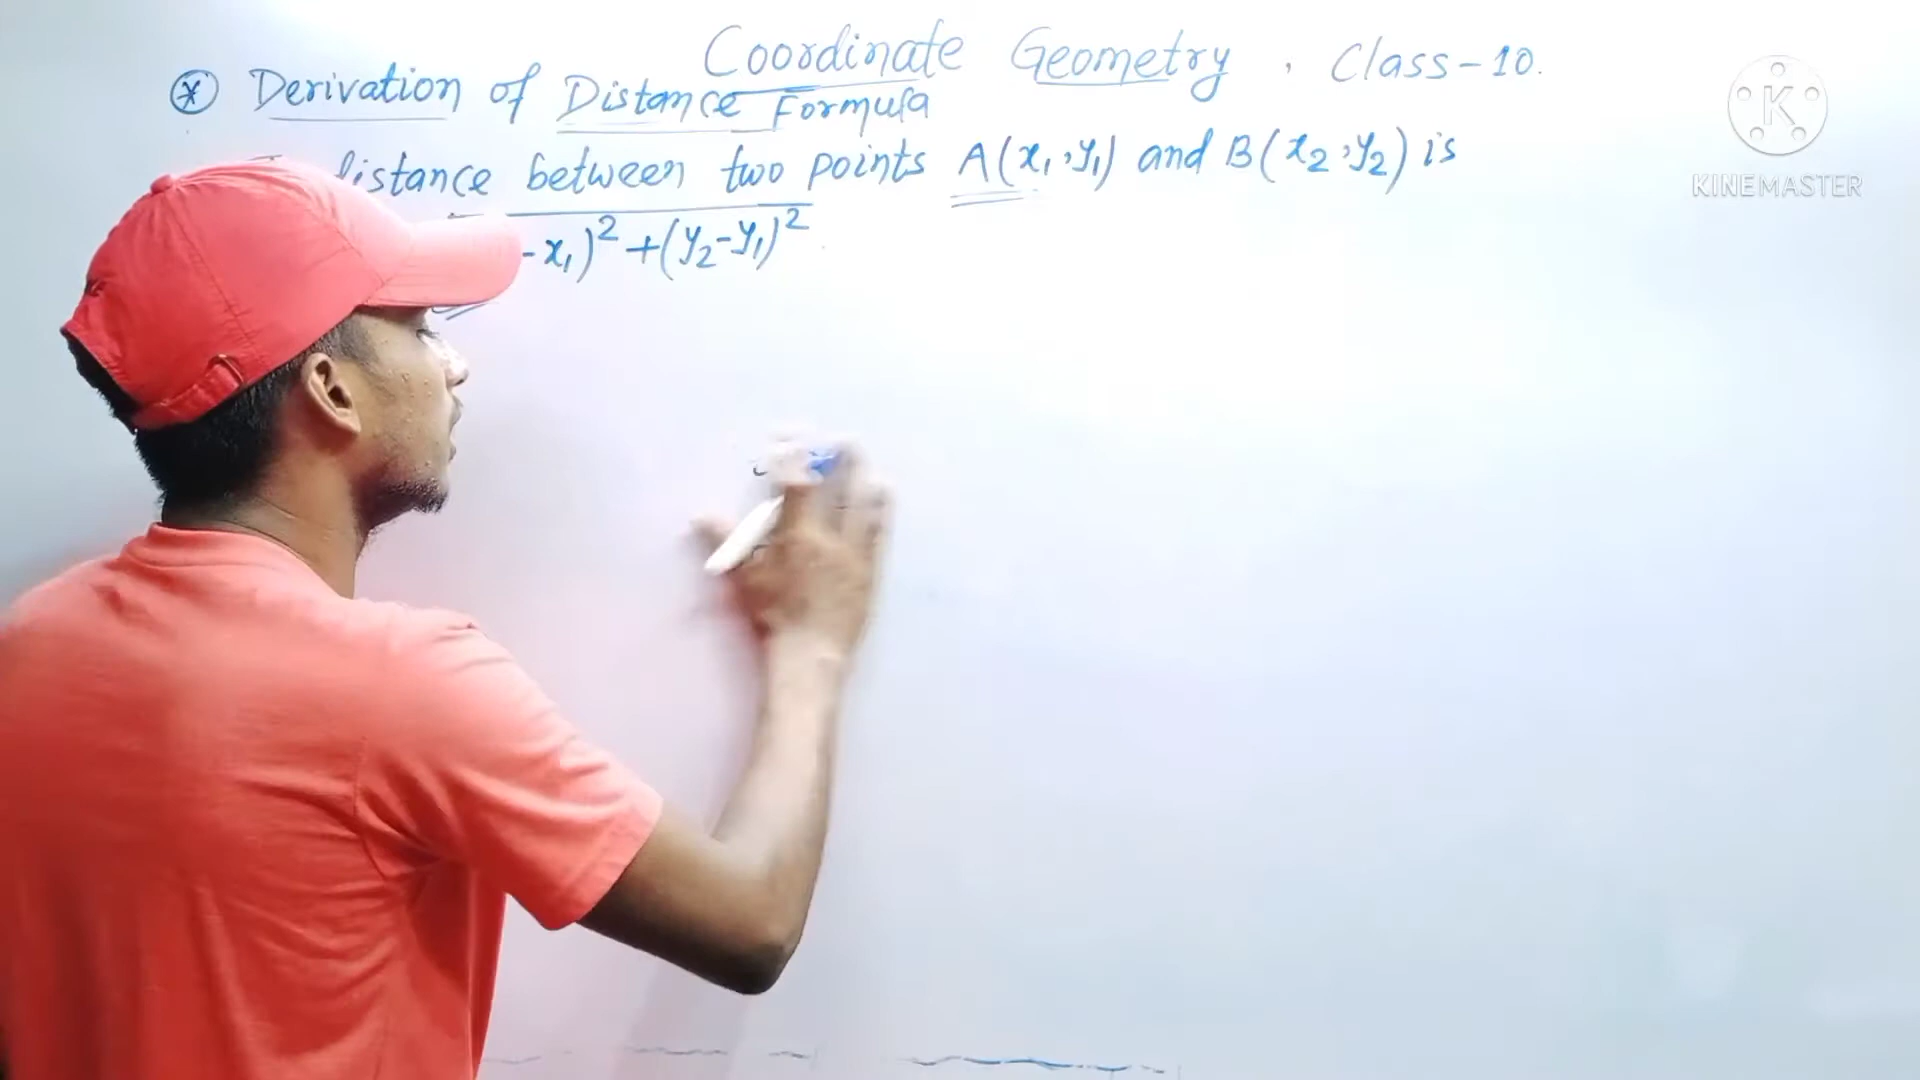 Coordinate Geometry, Class-10.
* Derivation of Distance Formula
distance between two points A(x₁,y₁) and B(x₂,y₂) is
-x₁)²+(y₂-y₁)²
K
KINEMASTER